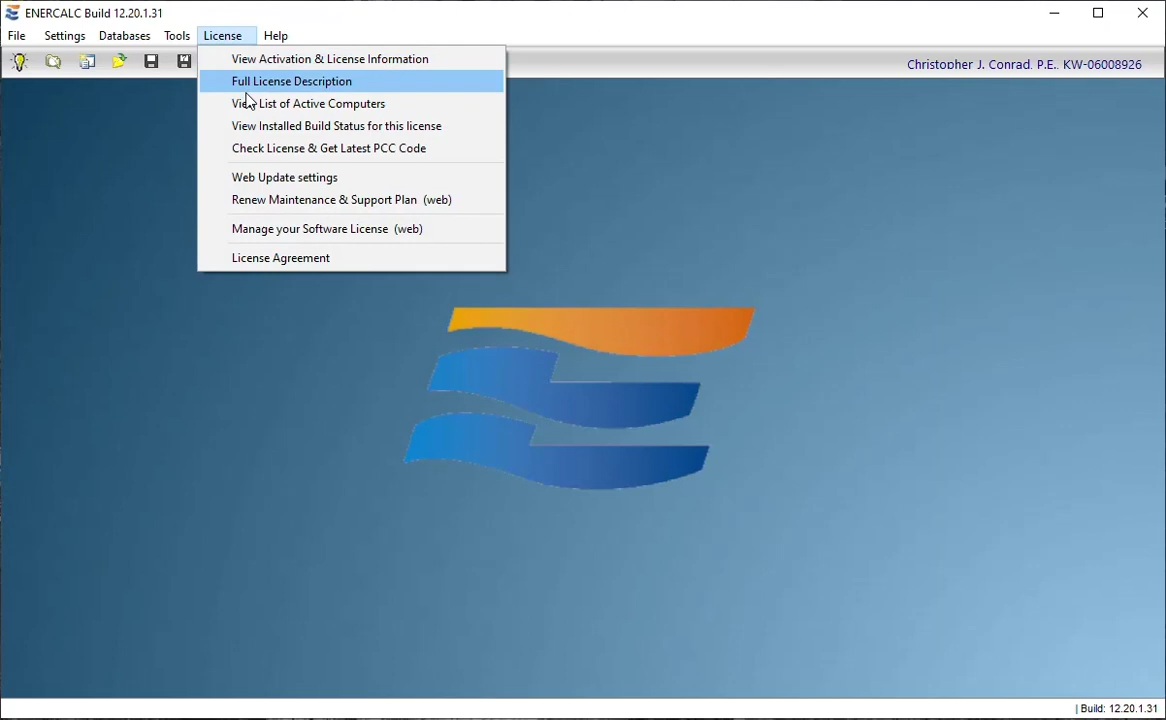 ENERCALC Build 12.20.1.31
File Settings Databases Tools License Help
Christopher J. Conrad, P.E., KW-06008926
View Activation & License Information
Full License Description
View List of Active Computers
View Installed Build Status for this license
Check License & Get Latest PCC Code
Web Update settings
Renew Maintenance & Support Plan (web)
Manage your Software License (web)
License Agreement
| Build: 12.20.1.31